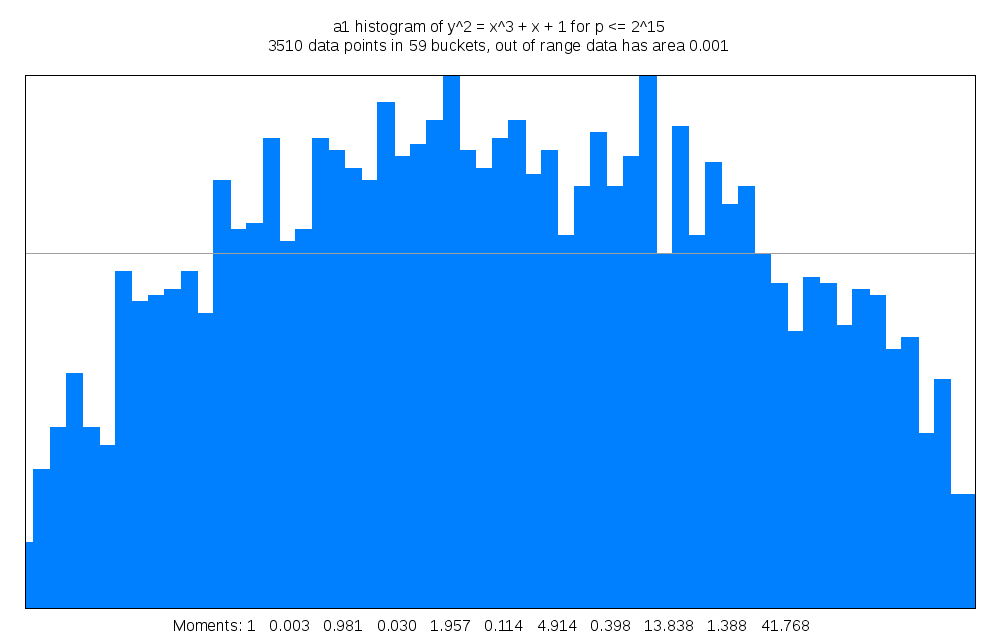 a1 histogram of y^2 = x^3 + x + 1 for p <= 2^15
3510 data points in 59 buckets, out of range data has area 0.001
Moments: 1 0.003 0.981 0.030 1.957 0.114 4.914 0.398 13.838 1.388 41.768